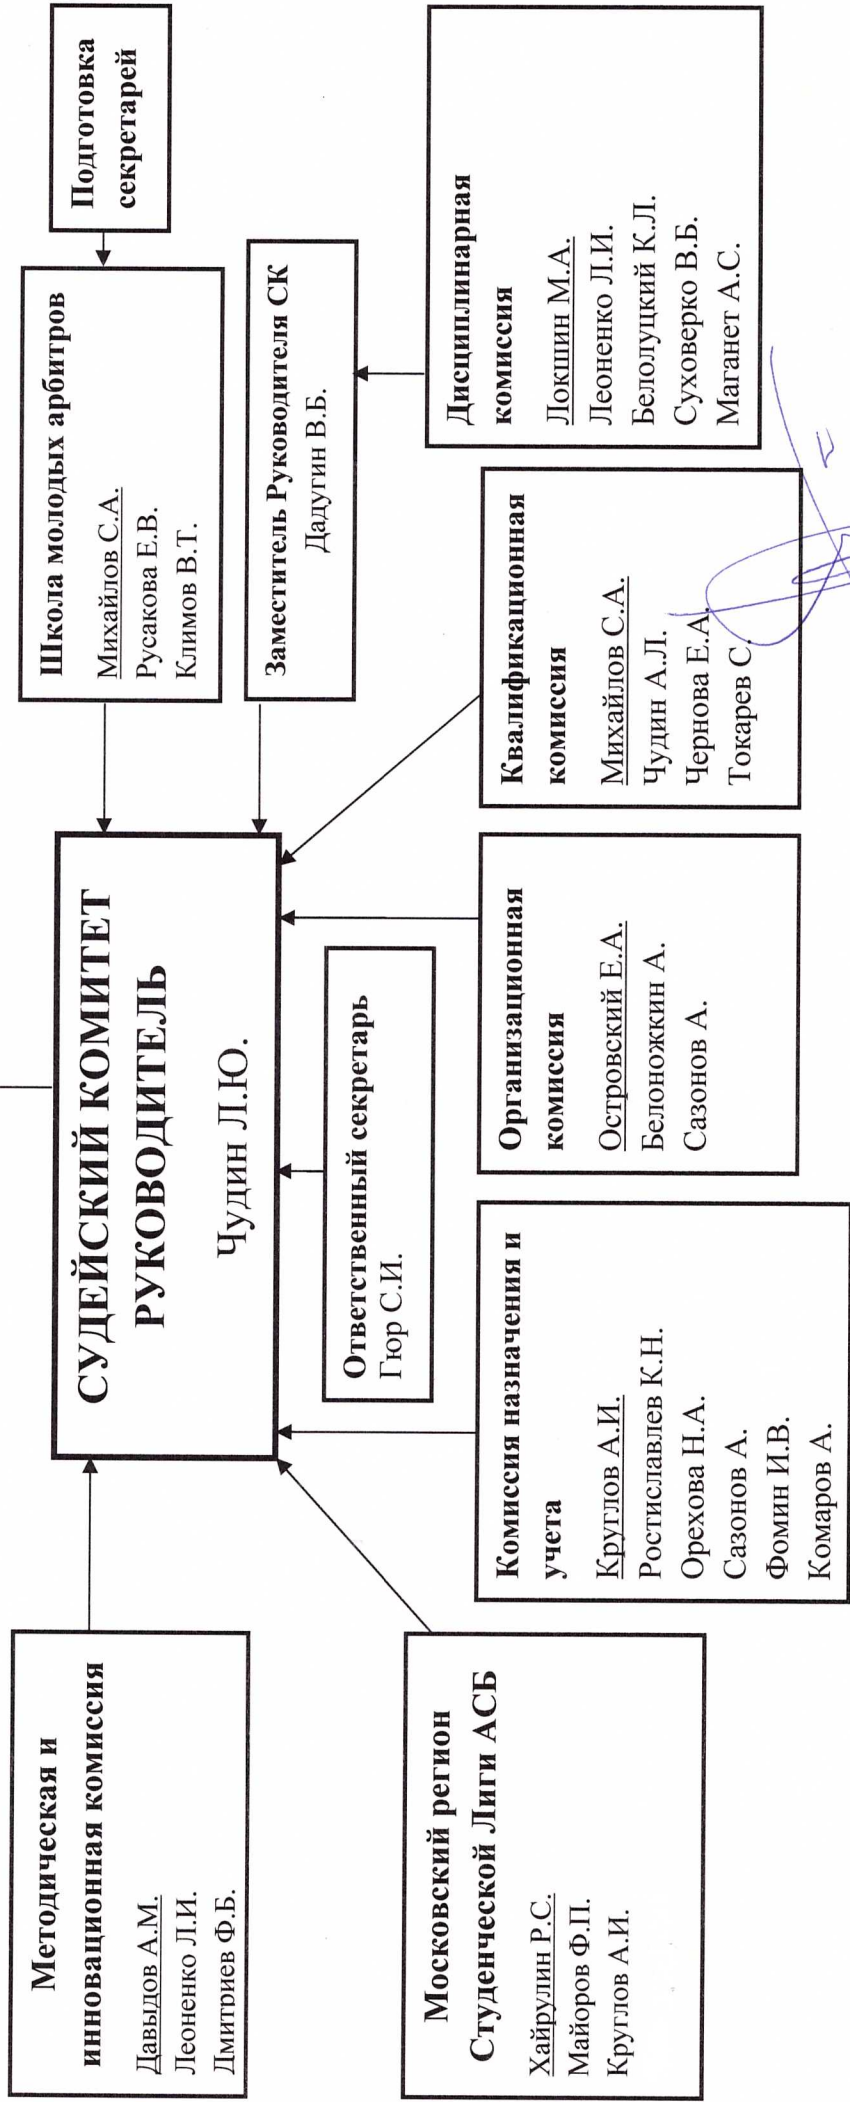 СУДЕЙСКИЙ КОМИТЕТ
РУКОВОДИТЕЛЬ
Чудин Л.Ю.
Методическая и
инновационная комиссия
Давыдов А.М.
Леоненко Л.И.
Дмитриев Ф.Б.
Школа молодых арбитров
Михайлов С.А.
Русакова Е.В.
Климов В.Т.
Подготовка
секретарей
Заместитель Руководителя СК
Дадугин В.Б.
Ответственный секретарь
Гюр С.И.
Московский регион
Студенческой Лиги АСБ
Хайрулин Р.С.
Майоров Ф.П.
Круглов А.И.
Комиссия назначения и
учета
Круглов А.И.
Ростиславлев К.Н.
Орехова Н.А.
Сазонов А.
Фомин И.В.
Комаров А.
Организационная
комиссия
Островский Е.А.
Белоножкин А.
Сазонов А.
Квалификационная
комиссия
Михайлов С.А.
Чудин А.Л.
Чернова Е.А.
Токарев С.
Дисциплинарная
комиссия
Локшин М.А.
Леоненко Л.И.
Белолуцкий К.Л.
Суховерко В.Б.
Маганет А.С.